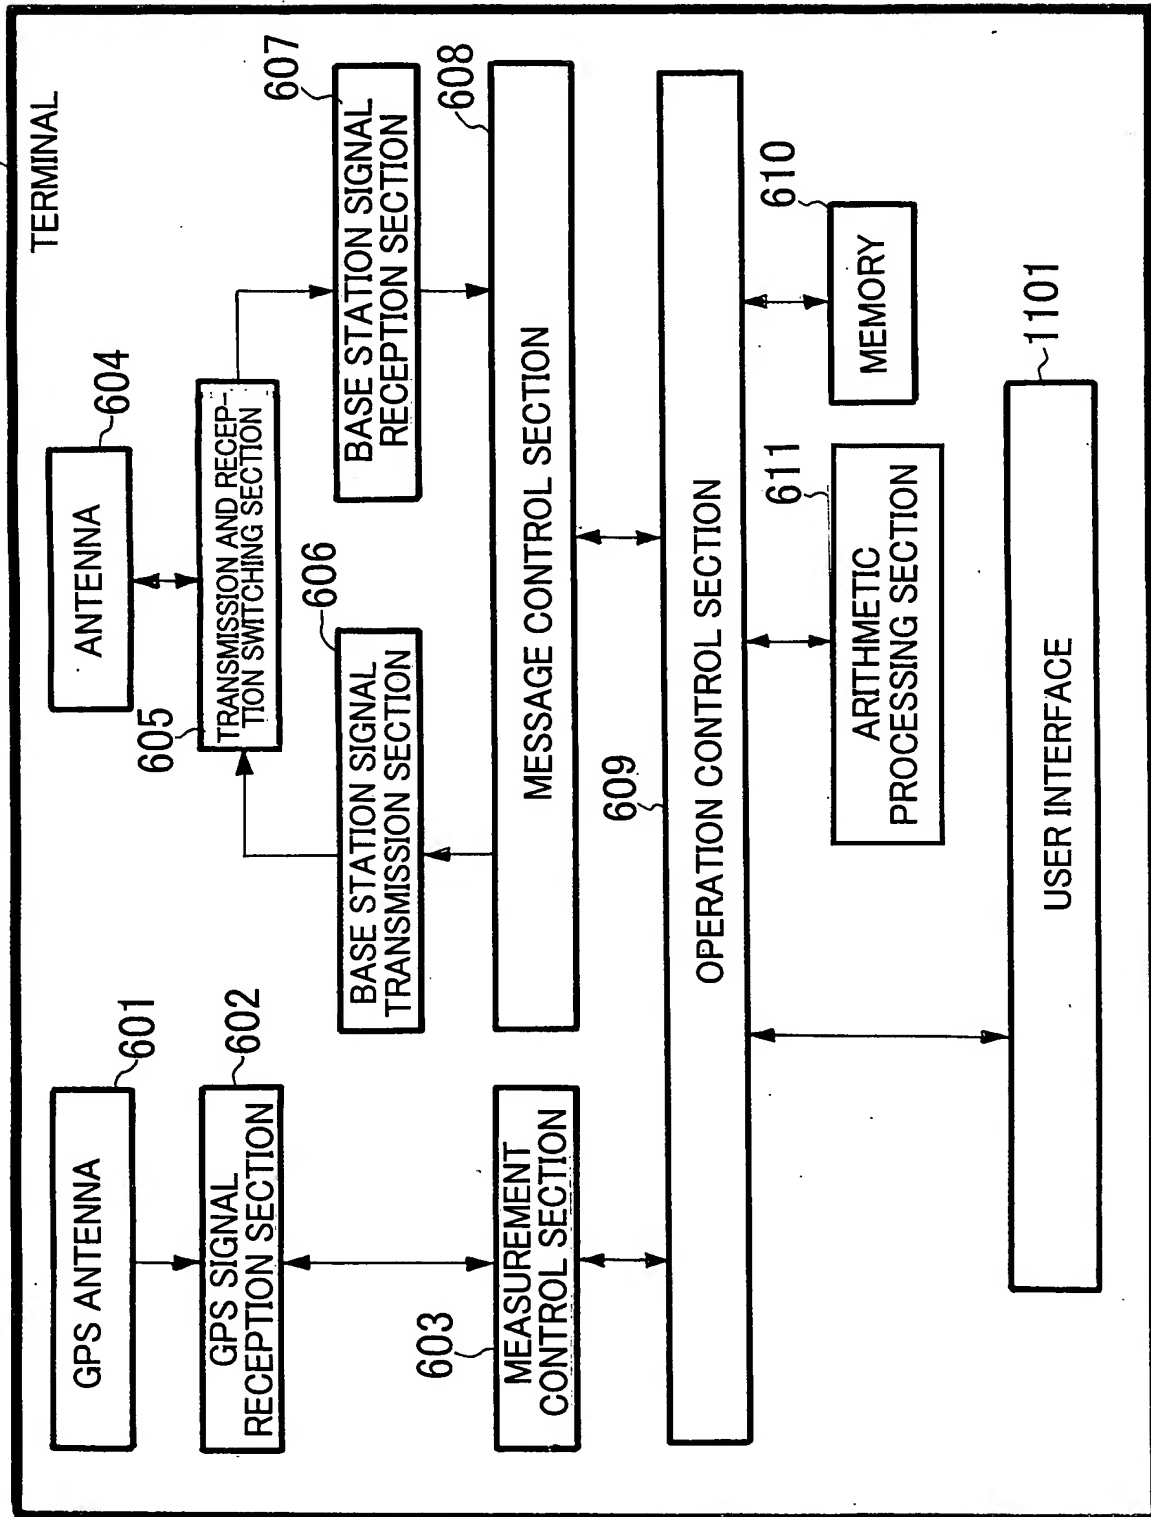 TERMINAL
GPS ANTENNA
601
GPS SIGNAL
RECEPTION SECTION
602
MEASUREMENT
CONTROL SECTION
603
ANTENNA
604
605
TRANSMISSION AND RECEP-
TION SWITCHING SECTION
BASE STATION SIGNAL
TRANSMISSION SECTION
606
BASE STATION SIGNAL
RECEPTION SECTION
607
MESSAGE CONTROL SECTION
608
609
OPERATION CONTROL SECTION
ARITHMETIC
PROCESSING SECTION
611
MEMORY
610
USER INTERFACE
1101